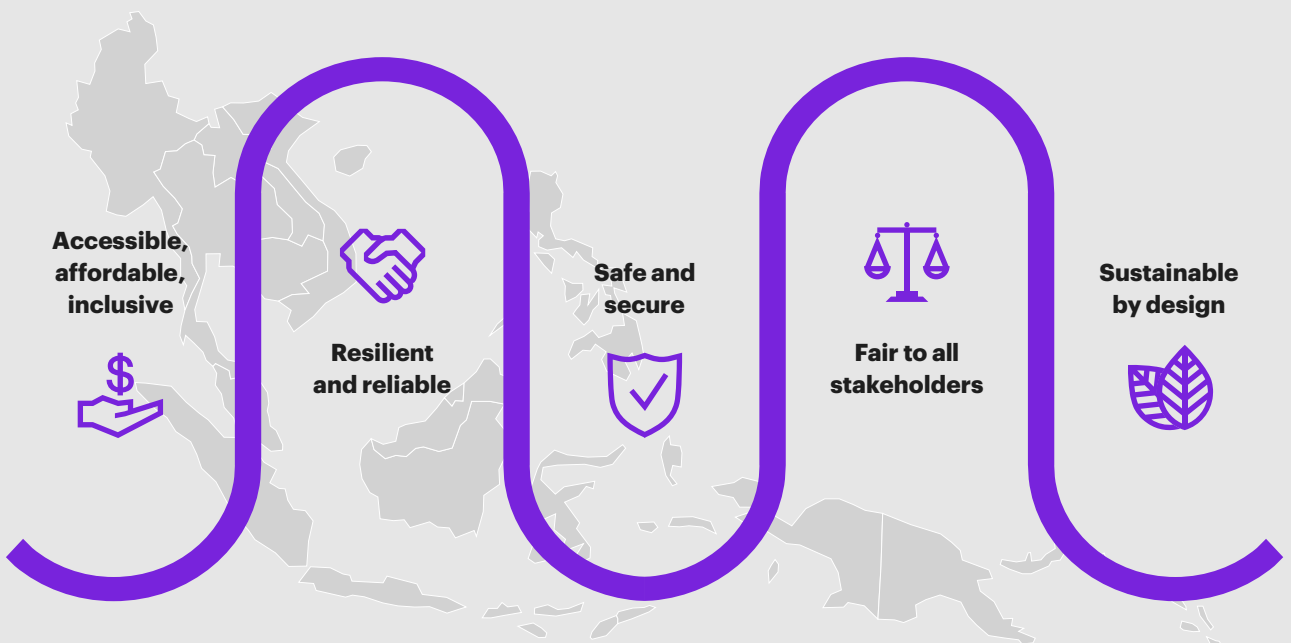 Accessible,
affordable,
inclusive
$
Resilient
and reliable
Safe and
secure
Fair to all
stakeholders
Sustainable
by design